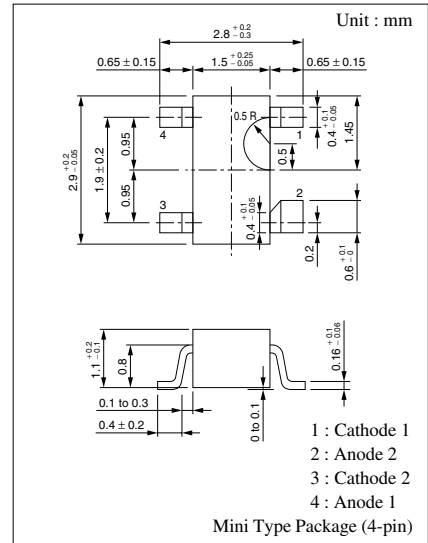 Unit : mm
2.8 +0.2 −0.3
0.65 ± 0.15
1.5 +0.25 −0.05
0.65 ± 0.15
2.9 +0.2 −0.05
1.9 ± 0.2
0.95
0.95
4
3
0.5 R
1
2
0.5
0.4 +0.1 −0.05
1.45
0.4 +0.1 −0.05
0.2
0.6 +0.1 −0
1.1 +0.2 −0.1
0.8
0.16 +0.1 −0.06
0.1 to 0.3
0.4 ± 0.2
0 to 0.1
1 : Cathode 1
2 : Anode 2
3 : Cathode 2
4 : Anode 1
Mini Type Package (4-pin)